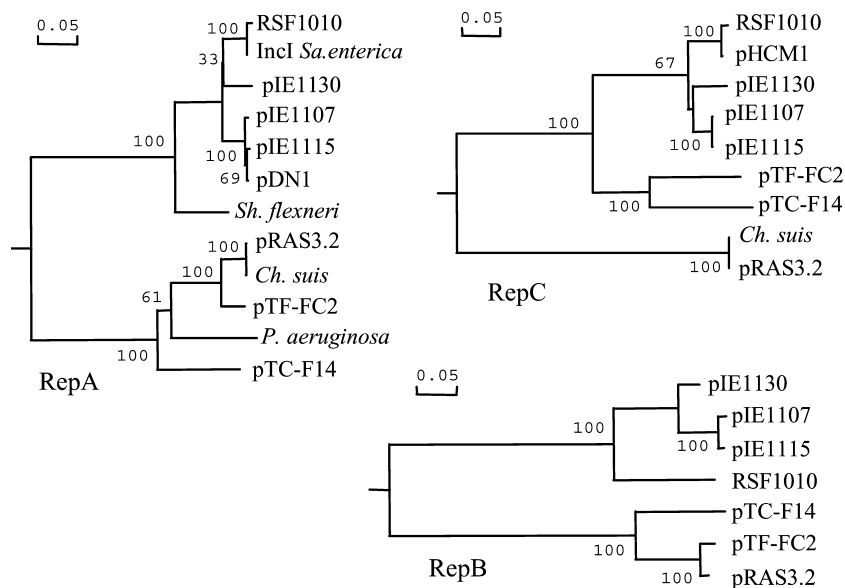 0.05
100
RSF1010
IncI Sa.enterica
33
pIE1130
pIE1107
100
pIE1115
100
69
pDN1
Sh. flexneri
100
pRAS3.2
100
Ch. suis
61
pTF-FC2
P. aeruginosa
100
pTC-F14
RepA
0.05
RSF1010
100
pHCM1
67
pIE1130
pIE1107
100
100
pIE1115
pTF-FC2
100
pTC-F14
Ch. suis
100
pRAS3.2
RepC
0.05
pIE1130
pIE1107
100
100
pIE1115
RSF1010
pTC-F14
100
pTF-FC2
100
pRAS3.2
RepB